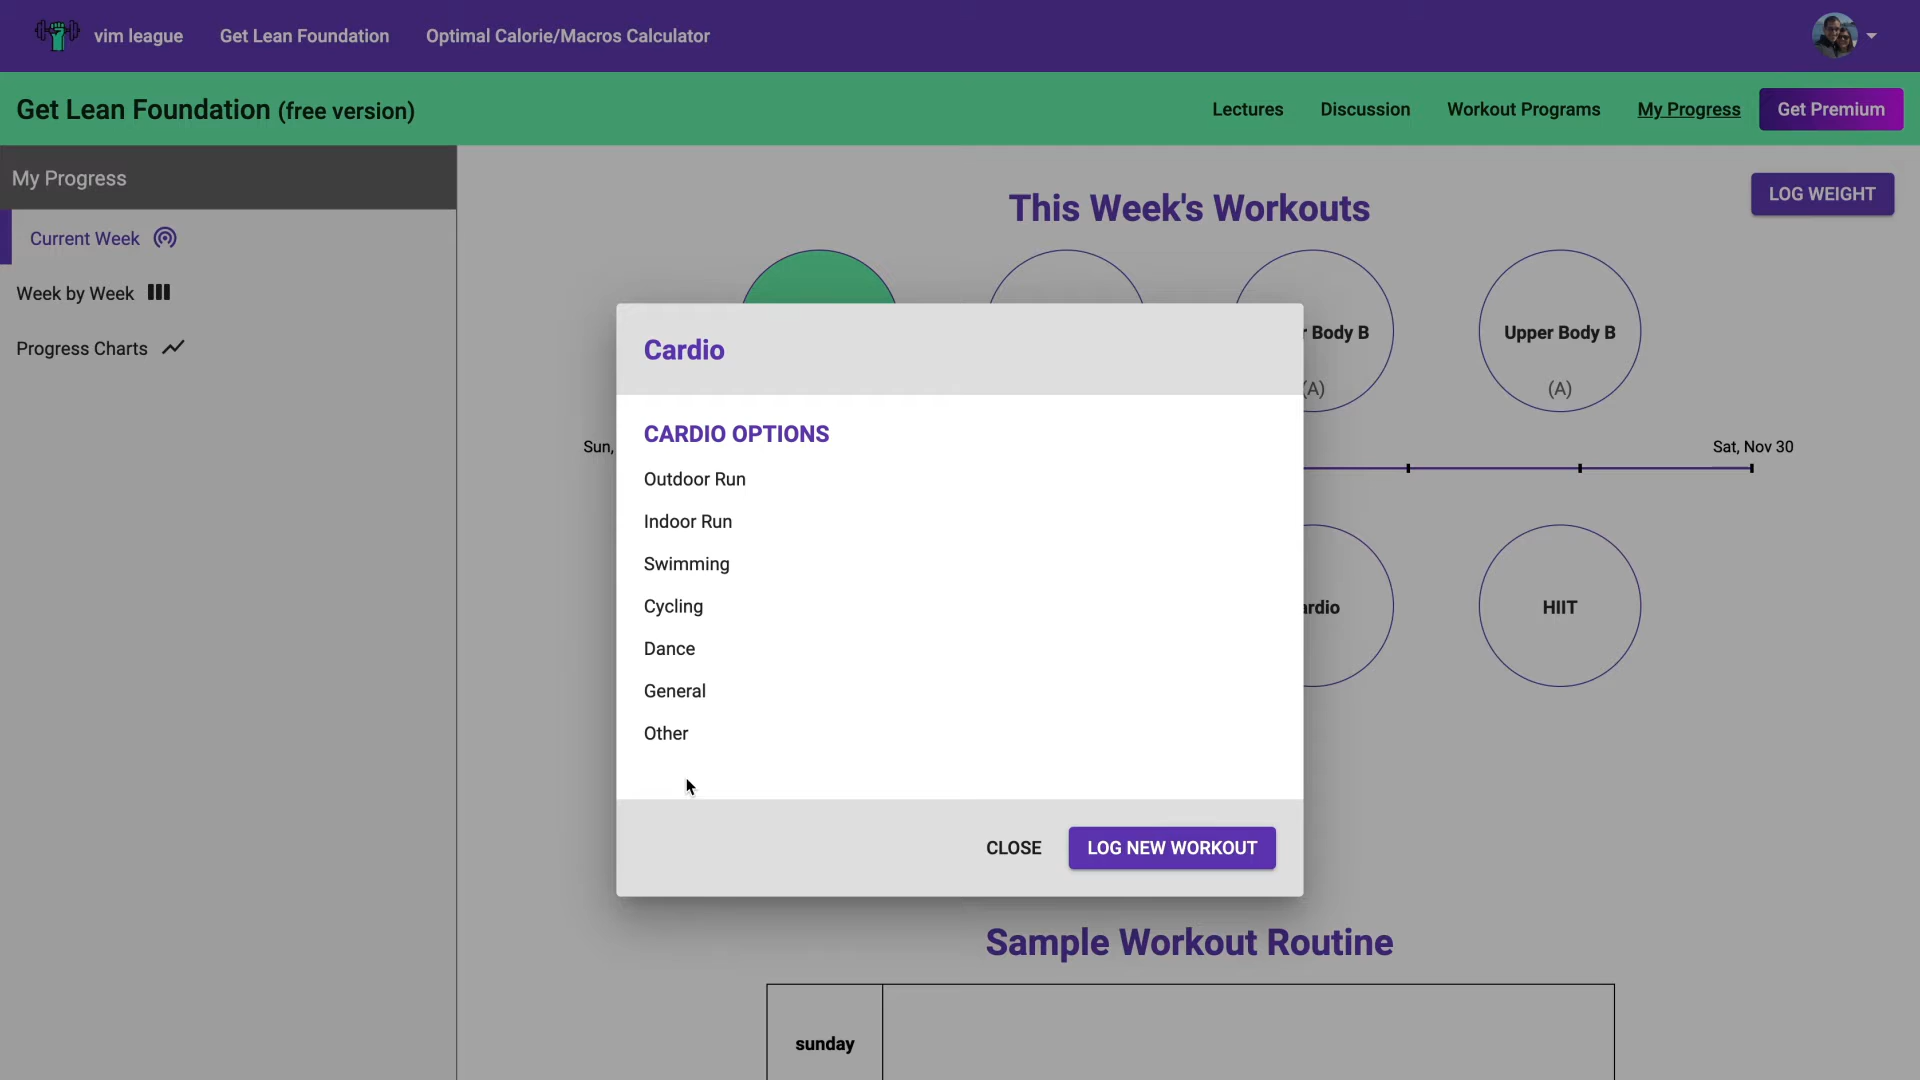 vim league
Get Lean Foundation
Optimal Calorie/Macros Calculator
Get Lean Foundation (free version)
Lectures
Discussion
Workout Programs
My Progress
Get Premium
My Progress
Current Week
Week by Week
Progress Charts
This Week's Workouts
LOG WEIGHT
Body B
(A)
Upper Body B
(A)
Sun,
Sat, Nov 30
Cardio
CARDIO OPTIONS
Outdoor Run
Indoor Run
Swimming
Cycling
Dance
General
Other
CLOSE
LOG NEW WORKOUT
HIIT
Sample Workout Routine
sunday